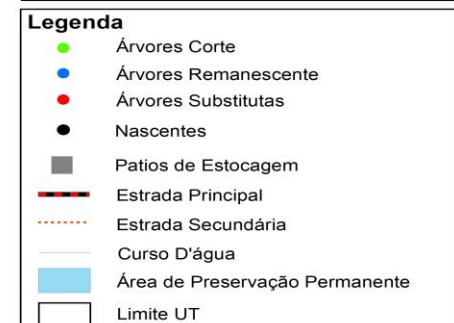 Legenda
Árvores Corte
Árvores Remanescente
Árvores Substitutas
Nascentes
Patios de Estocagem
Estrada Principal
Estrada Secundária
Curso D'água
Área de Preservação Permanente
Limite UT